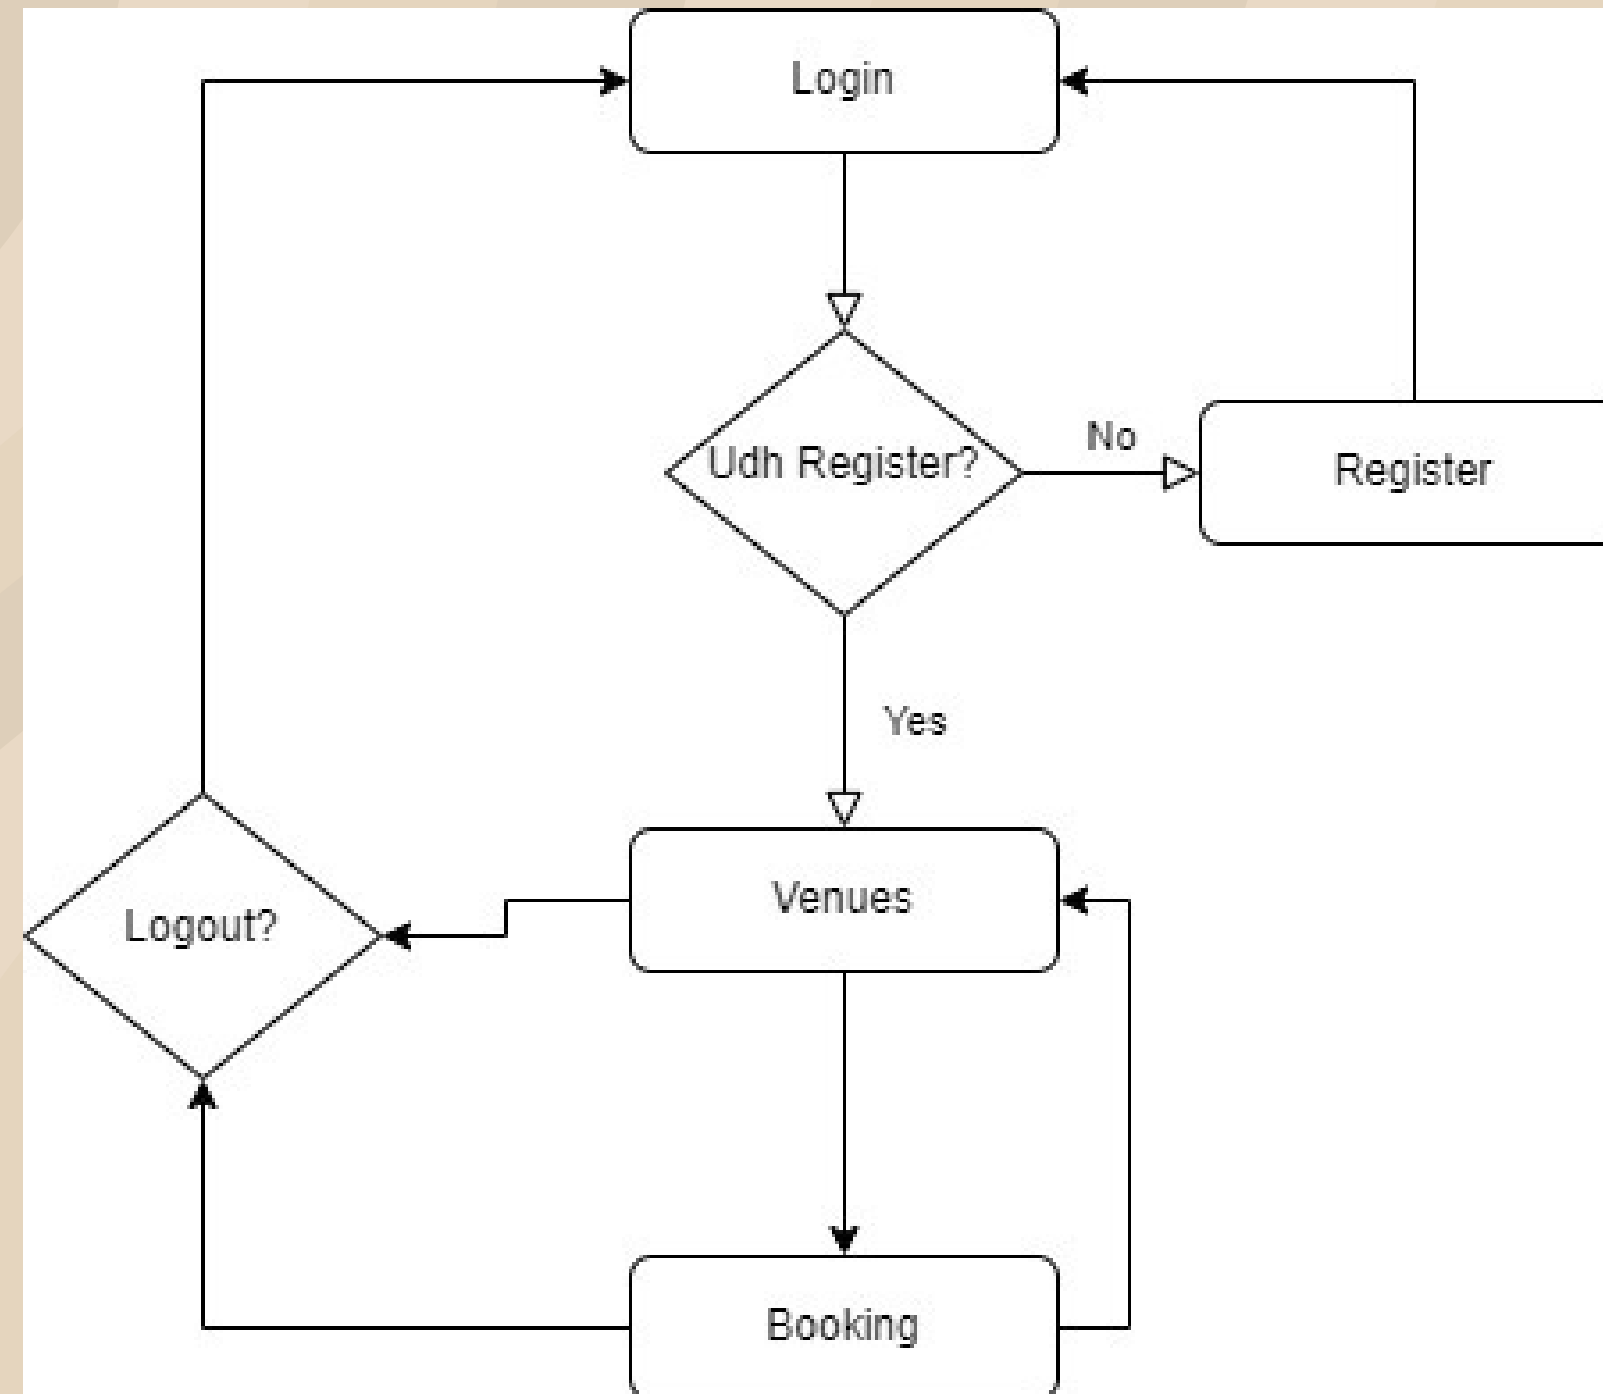 Login
Udh Register?
No
Register
Yes
Venues
Logout?
Booking